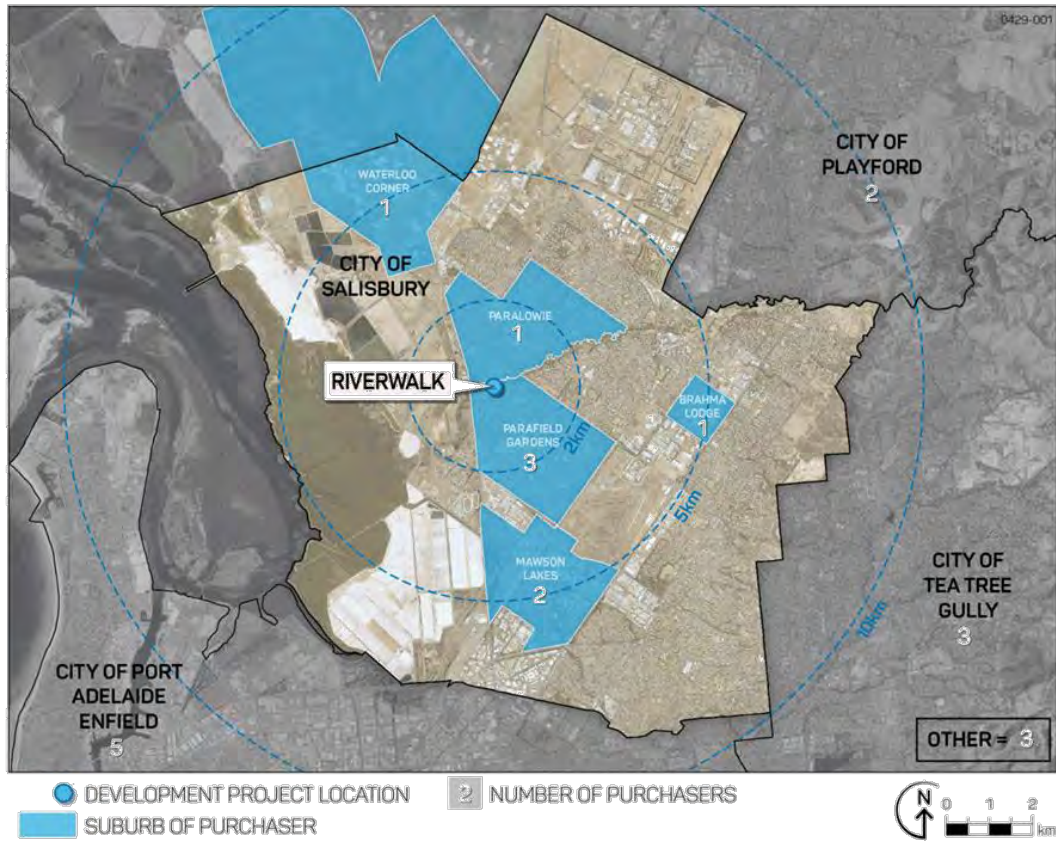 0429-001
CITY OF
PLAYFORD
2
WATERLOO
CORNER
1
CITY OF
SALISBURY
PARALOWIE
1
RIVERWALK
BRAHMA
LODGE
1
PARAFIELD
GARDENS
3
2km
5km
MAWSON
LAKES
2
CITY OF
TEA TREE
GULLY
3
10km
CITY OF PORT
ADELAIDE
ENFIELD
5
OTHER = 3
DEVELOPMENT PROJECT LOCATION
2 NUMBER OF PURCHASERS
SUBURB OF PURCHASER
N
0 1 2
km